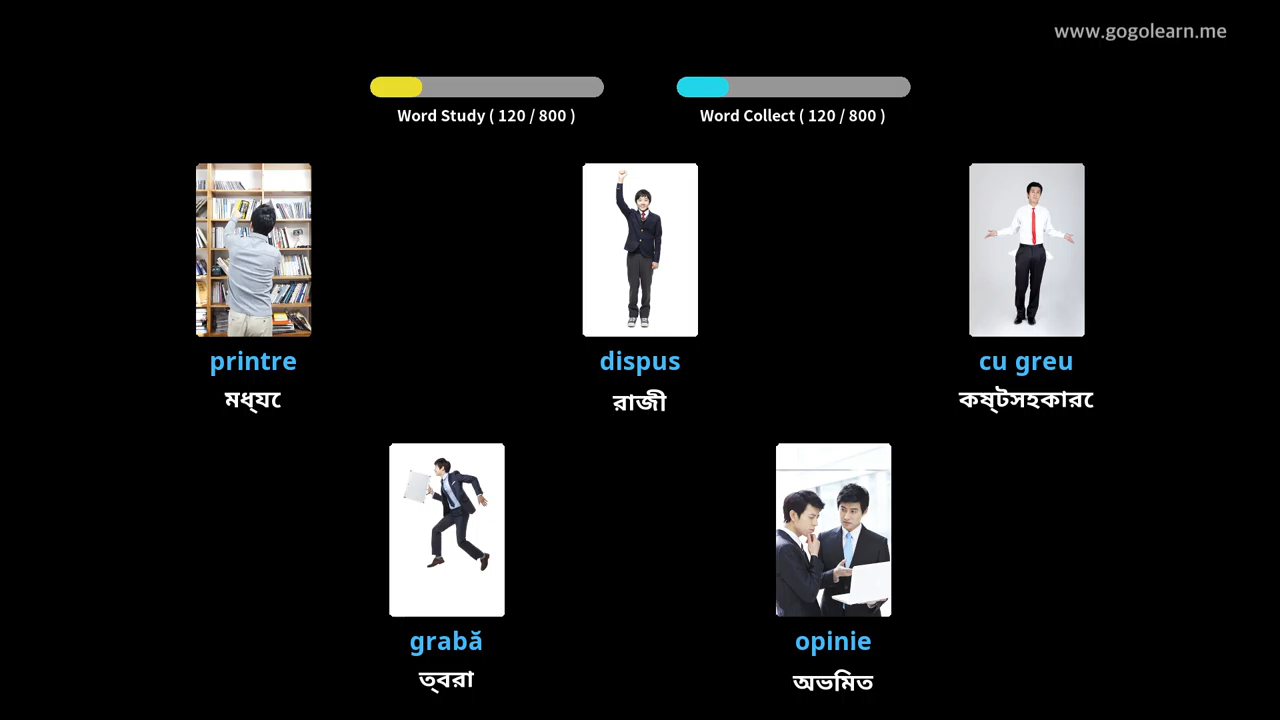 www.gogolearn.me
Word Study ( 120 / 800 )
Word Collect ( 120 / 800 )
printre
মধ্যে
dispus
রাজী
cu greu
কষ্টসহকারে
grabă
ত্বরা
opinie
অভিমত